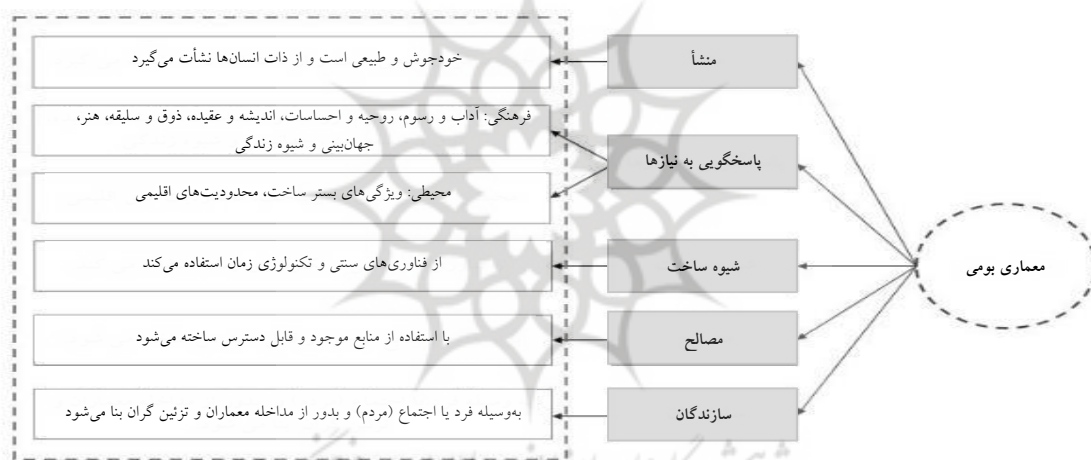 معماری بومی
منشأ
خودجوش و طبیعی است و از ذات انسان‌ها نشأت می‌گیرد
پاسخگویی به نیازها
فرهنگی: آداب و رسوم، روحیه و احساسات، اندیشه و عقیده، ذوق و سلیقه، هنر،
جهان‌بینی و شیوه زندگی
محیطی: ویژگی‌های بستر ساخت، محدودیت‌های اقلیمی
شیوه ساخت
از فناوری‌های سنتی و تکنولوژی زمان استفاده می‌کند
مصالح
با استفاده از منابع موجود و قابل دسترس ساخته می‌شود
سازندگان
به‌وسیله فرد یا اجتماع (مردم) و بدور از مداخله معماران و تزئین گران بنا می‌شود